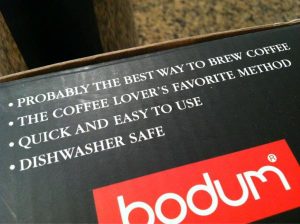 • PROBABLY THE BEST WAY TO BREW COFFEE
• THE COFFEE LOVER'S FAVORITE METHOD
• QUICK AND EASY TO USE
• DISHWASHER SAFE
bodum®